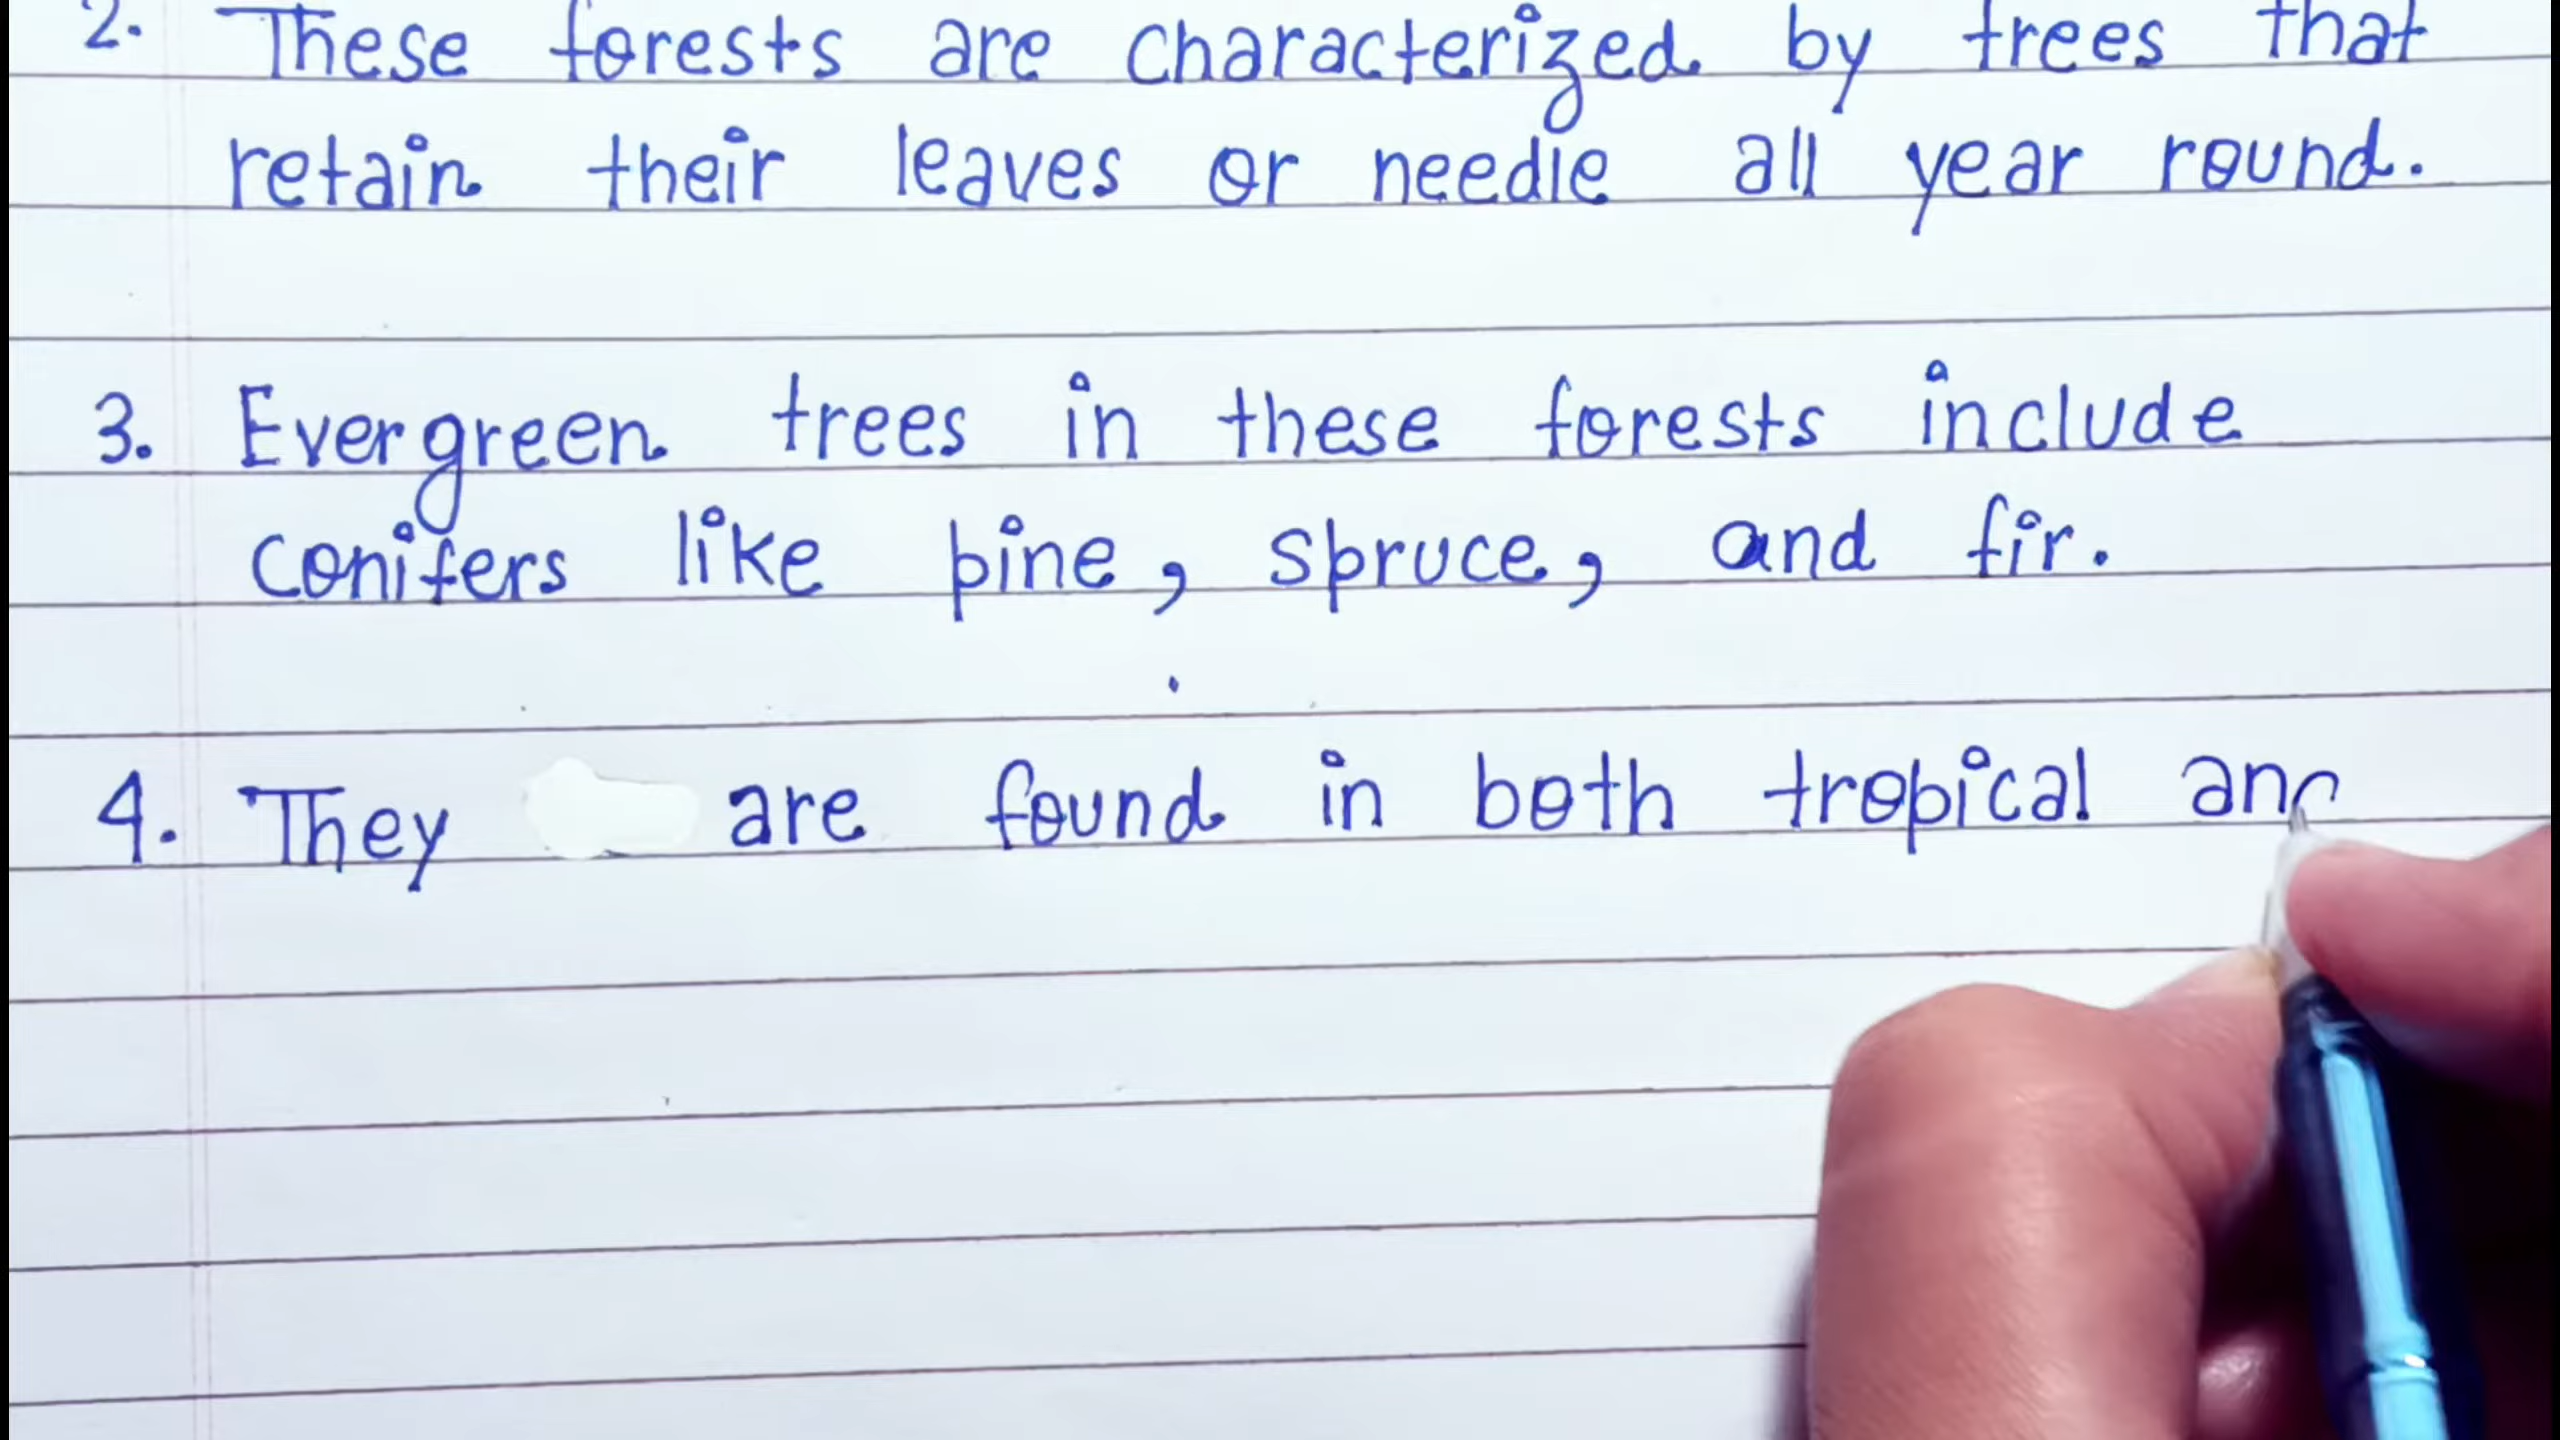 2. These forests are characterized by trees that
retain their leaves or needle all year round.
3. Evergreen trees in these forests include
conifers like pine, spruce, and fir.
4. They are found in both tropical an